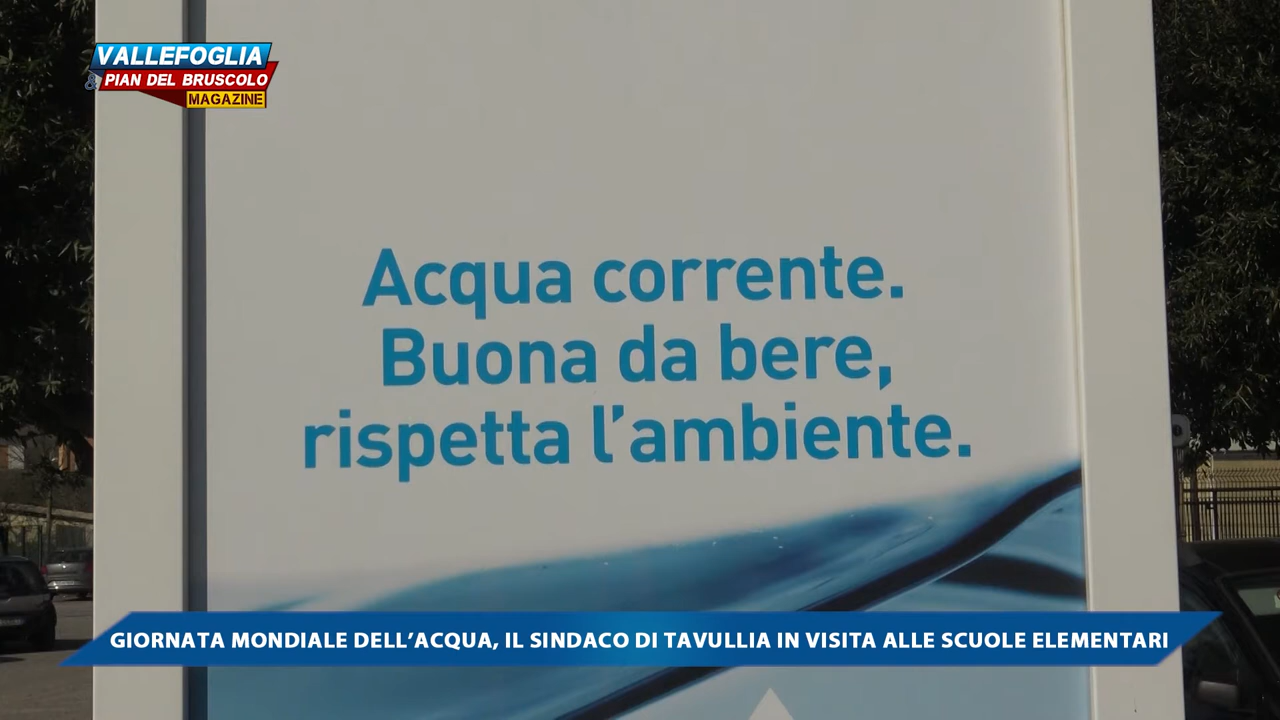 VALLEFOGLIA
& PIAN DEL BRUSCOLO
MAGAZINE
Acqua corrente.
Buona da bere,
rispetta l'ambiente.
GIORNATA MONDIALE DELL'ACQUA, IL SINDACO DI TAVULLIA IN VISITA ALLE SCUOLE ELEMENTARI